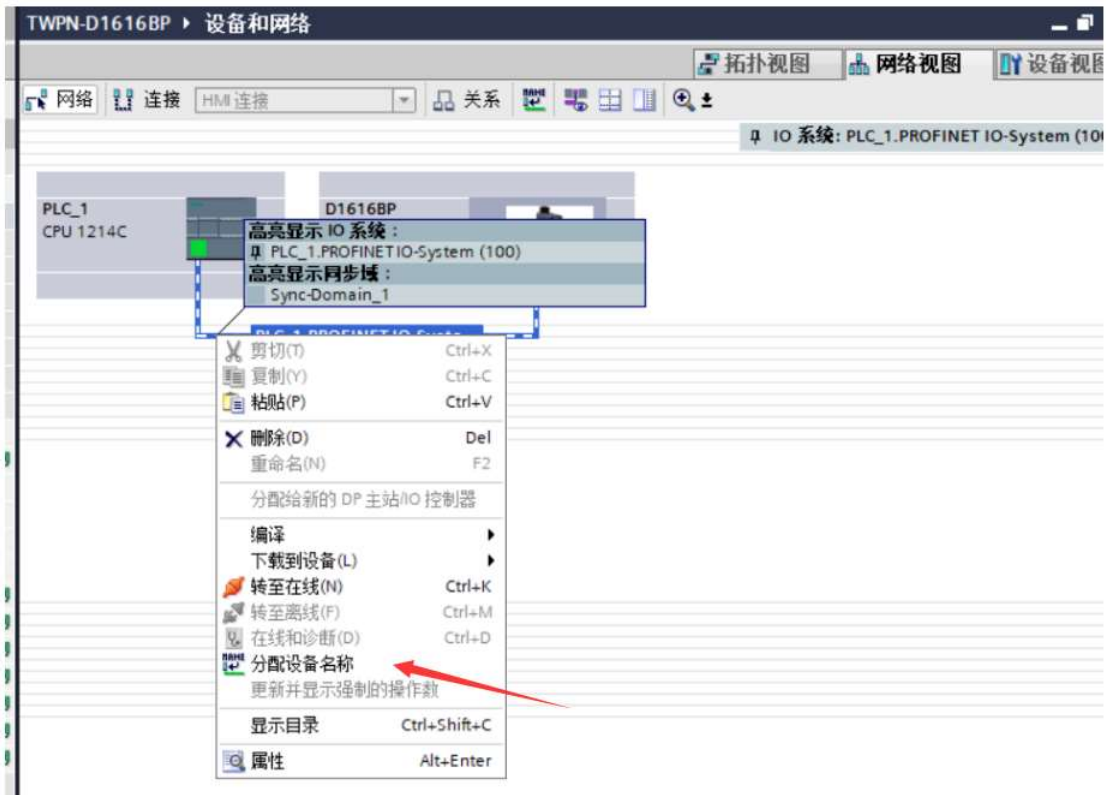 TWPN-D1616BP ▸ 设备和网络
拓扑视图 网络视图 设备视图
网络 连接 HMI 连接 关系
IO 系统: PLC_1.PROFINET IO-System (100
PLC_1
CPU 1214C
D1616BP
高亮显示 IO 系统：
PLC_1.PROFINET IO-System (100)
高亮显示同步域：
Sync-Domain_1
PLC_1.PROFINET IO-Syste...
剪切(T) Ctrl+X
复制(Y) Ctrl+C
粘贴(P) Ctrl+V
删除(D) Del
重命名(N) F2
分配给新的 DP 主站/IO 控制器
编译
下载到设备(L)
转至在线(N) Ctrl+K
转至离线(F) Ctrl+M
在线和诊断(D) Ctrl+D
分配设备名称
更新并显示强制的操作数
显示目录 Ctrl+Shift+C
属性 Alt+Enter